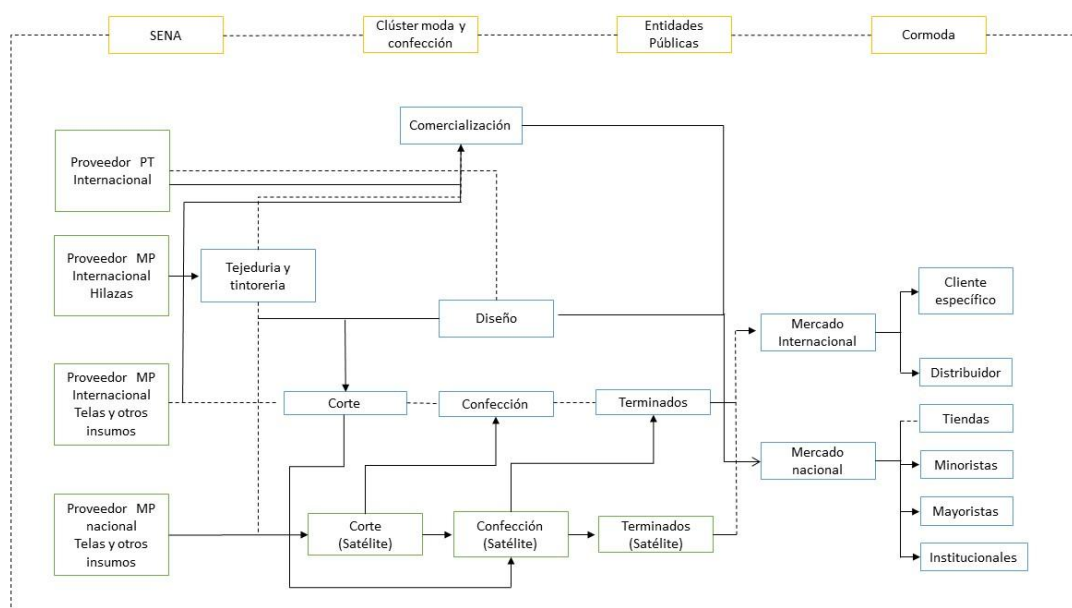 SENA
Clúster moda y
confección
Entidades
Públicas
Cormoda
Comercialización
Proveedor PT
Internacional
Proveedor MP
Internacional
Hilazas
Tejeduria y
tintoreria
Diseño
Cliente
específico
Mercado
Internacional
Distribuidor
Proveedor MP
Internacional
Telas y otros
insumos
Corte
Confección
Terminados
Tiendas
Mercado
nacional
Minoristas
Mayoristas
Institucionales
Proveedor MP
nacional
Telas y otros
insumos
Corte
(Satélite)
Confección
(Satélite)
Terminados
(Satélite)